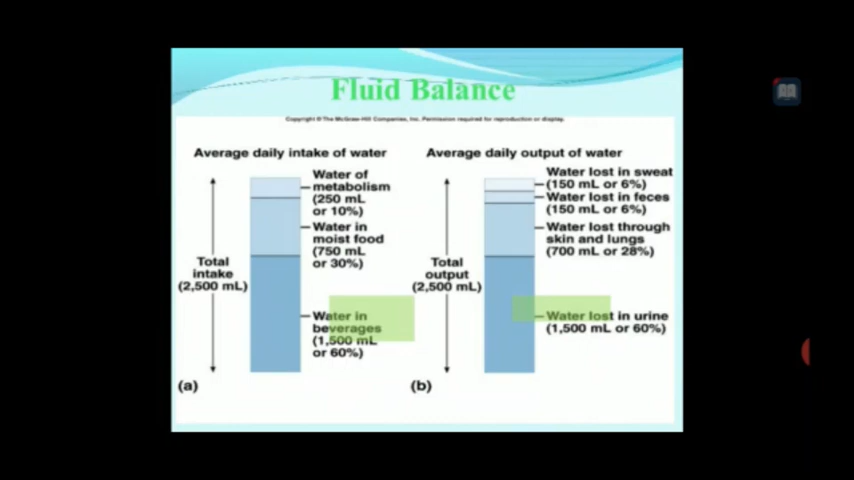 Fluid Balance
Copyright © The McGraw-Hill Companies, Inc. Permission required for reproduction or display.
Average daily intake of water
Water of
metabolism
(250 mL
or 10%)
Water in
moist food
(750 mL
or 30%)
Total
intake
(2,500 mL)
Water in
beverages
(1,500 mL
or 60%)
(a)
Average daily output of water
Water lost in sweat
(150 mL or 6%)
Water lost in feces
(150 mL or 6%)
Water lost through
skin and lungs
(700 mL or 28%)
Total
output
(2,500 mL)
Water lost in urine
(1,500 mL or 60%)
(b)